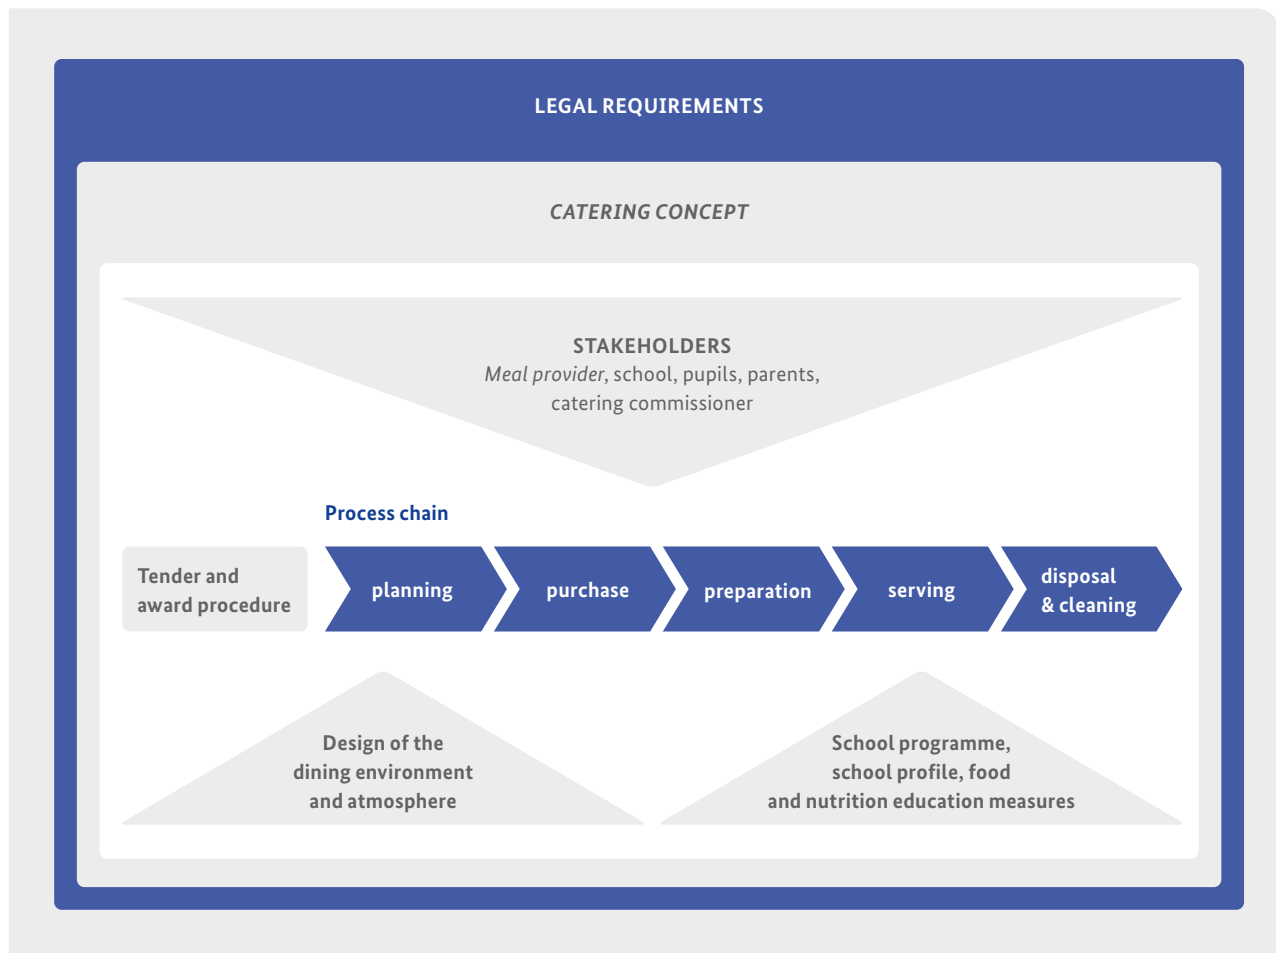 LEGAL REQUIREMENTS
CATERING CONCEPT
STAKEHOLDERS
Meal provider, school, pupils, parents,
catering commissioner
Process chain
Tender and
award procedure
planning
purchase
preparation
serving
disposal
& cleaning
Design of the
dining environment
and atmosphere
School programme,
school profile, food
and nutrition education measures